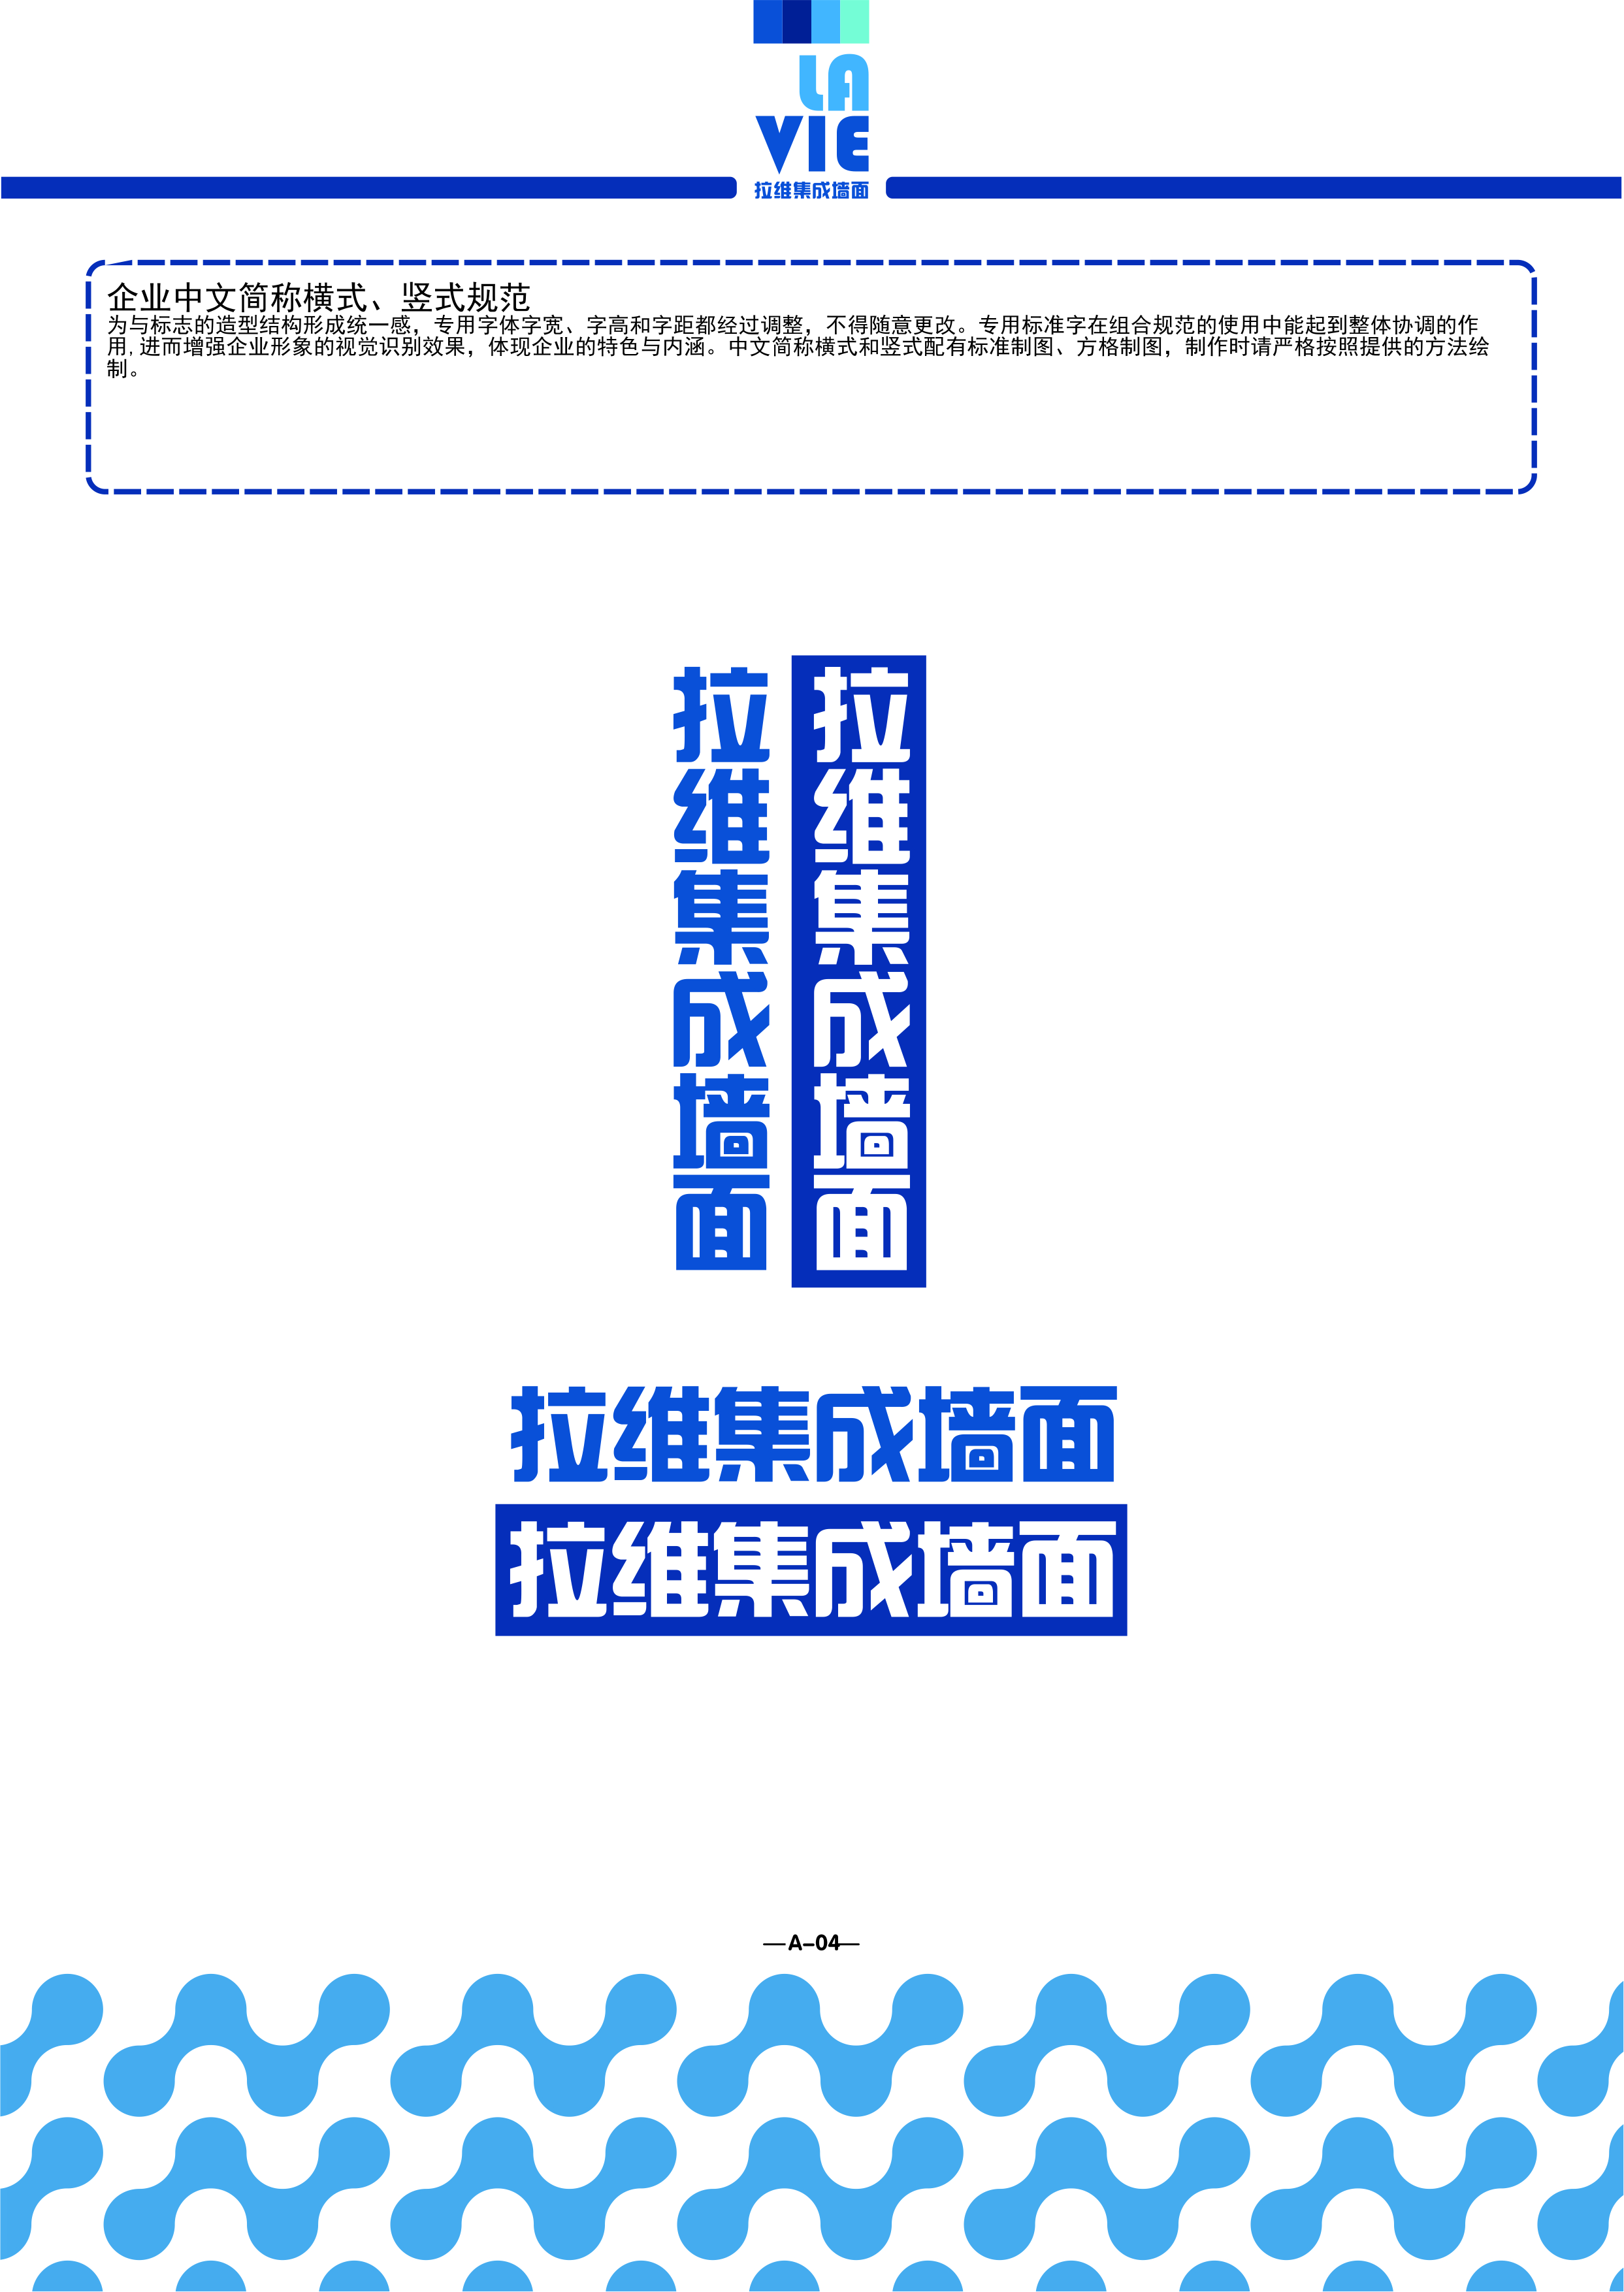 LA
VIE
拉维集成墙面
企业中文简称横式、竖式规范
为与标志的造型结构形成统一感，专用字体字宽、字高和字距都经过调整，不得随意更改。专用标准字在组合规范的使用中能起到整体协调的作
用,进而增强企业形象的视觉识别效果，体现企业的特色与内涵。中文简称横式和竖式配有标准制图、方格制图，制作时请严格按照提供的方法绘
制。
拉维集成墙面
拉维集成墙面
拉维集成墙面
拉维集成墙面
—A-04—